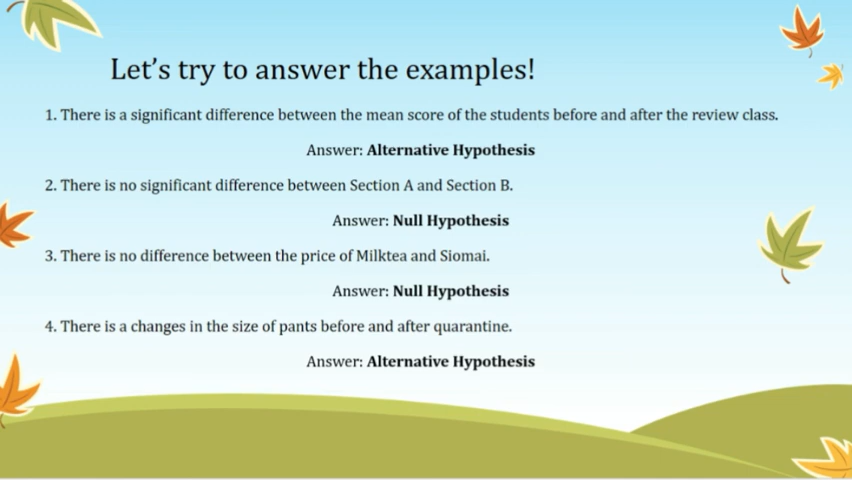 Let's try to answer the examples!
1. There is a significant difference between the mean score of the students before and after the review class.
Answer: Alternative Hypothesis
2. There is no significant difference between Section A and Section B.
Answer: Null Hypothesis
3. There is no difference between the price of Milktea and Siomai.
Answer: Null Hypothesis
4. There is a changes in the size of pants before and after quarantine.
Answer: Alternative Hypothesis